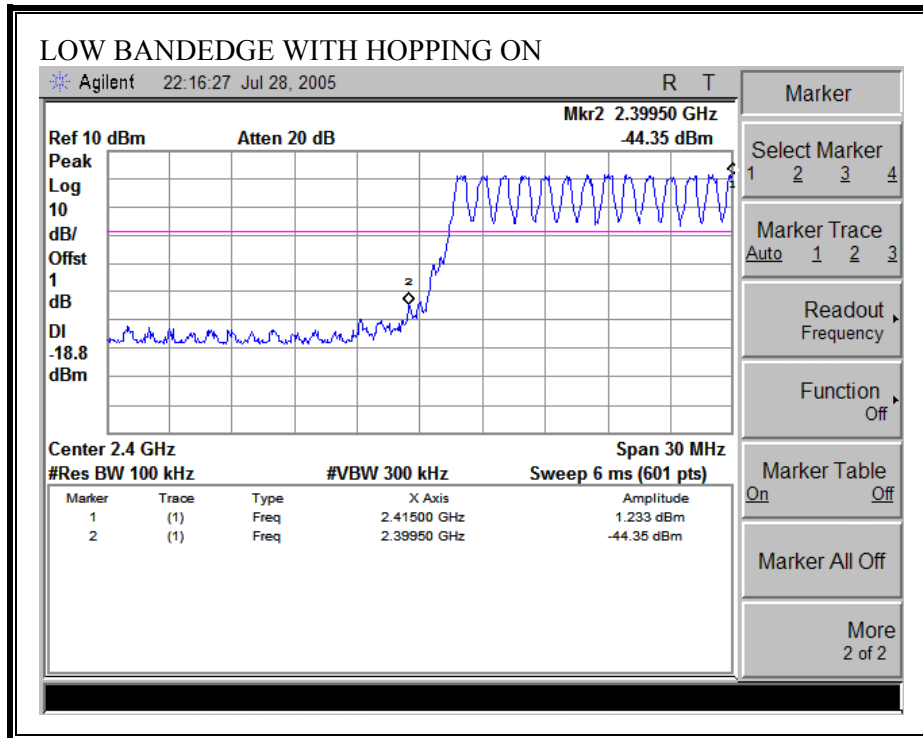 LOW BANDEDGE WITH HOPPING ON
Agilent 22:16:27 Jul 28, 2005 R T
Mkr2 2.39950 GHz
Ref 10 dBm Atten 20 dB -44.35 dBm
Peak
Log
10
dB/
Offst
1
dB
DI
-18.8
dBm
1
2
Center 2.4 GHz Span 30 MHz
#Res BW 100 kHz #VBW 300 kHz Sweep 6 ms (601 pts)
Marker Trace Type X Axis Amplitude
1 (1) Freq 2.41500 GHz 1.233 dBm
2 (1) Freq 2.39950 GHz -44.35 dBm
Marker
Select Marker
1 2 3 4
Marker Trace
Auto 1 2 3
Readout
Frequency
Function
Off
Marker Table
On Off
Marker All Off
More
2 of 2